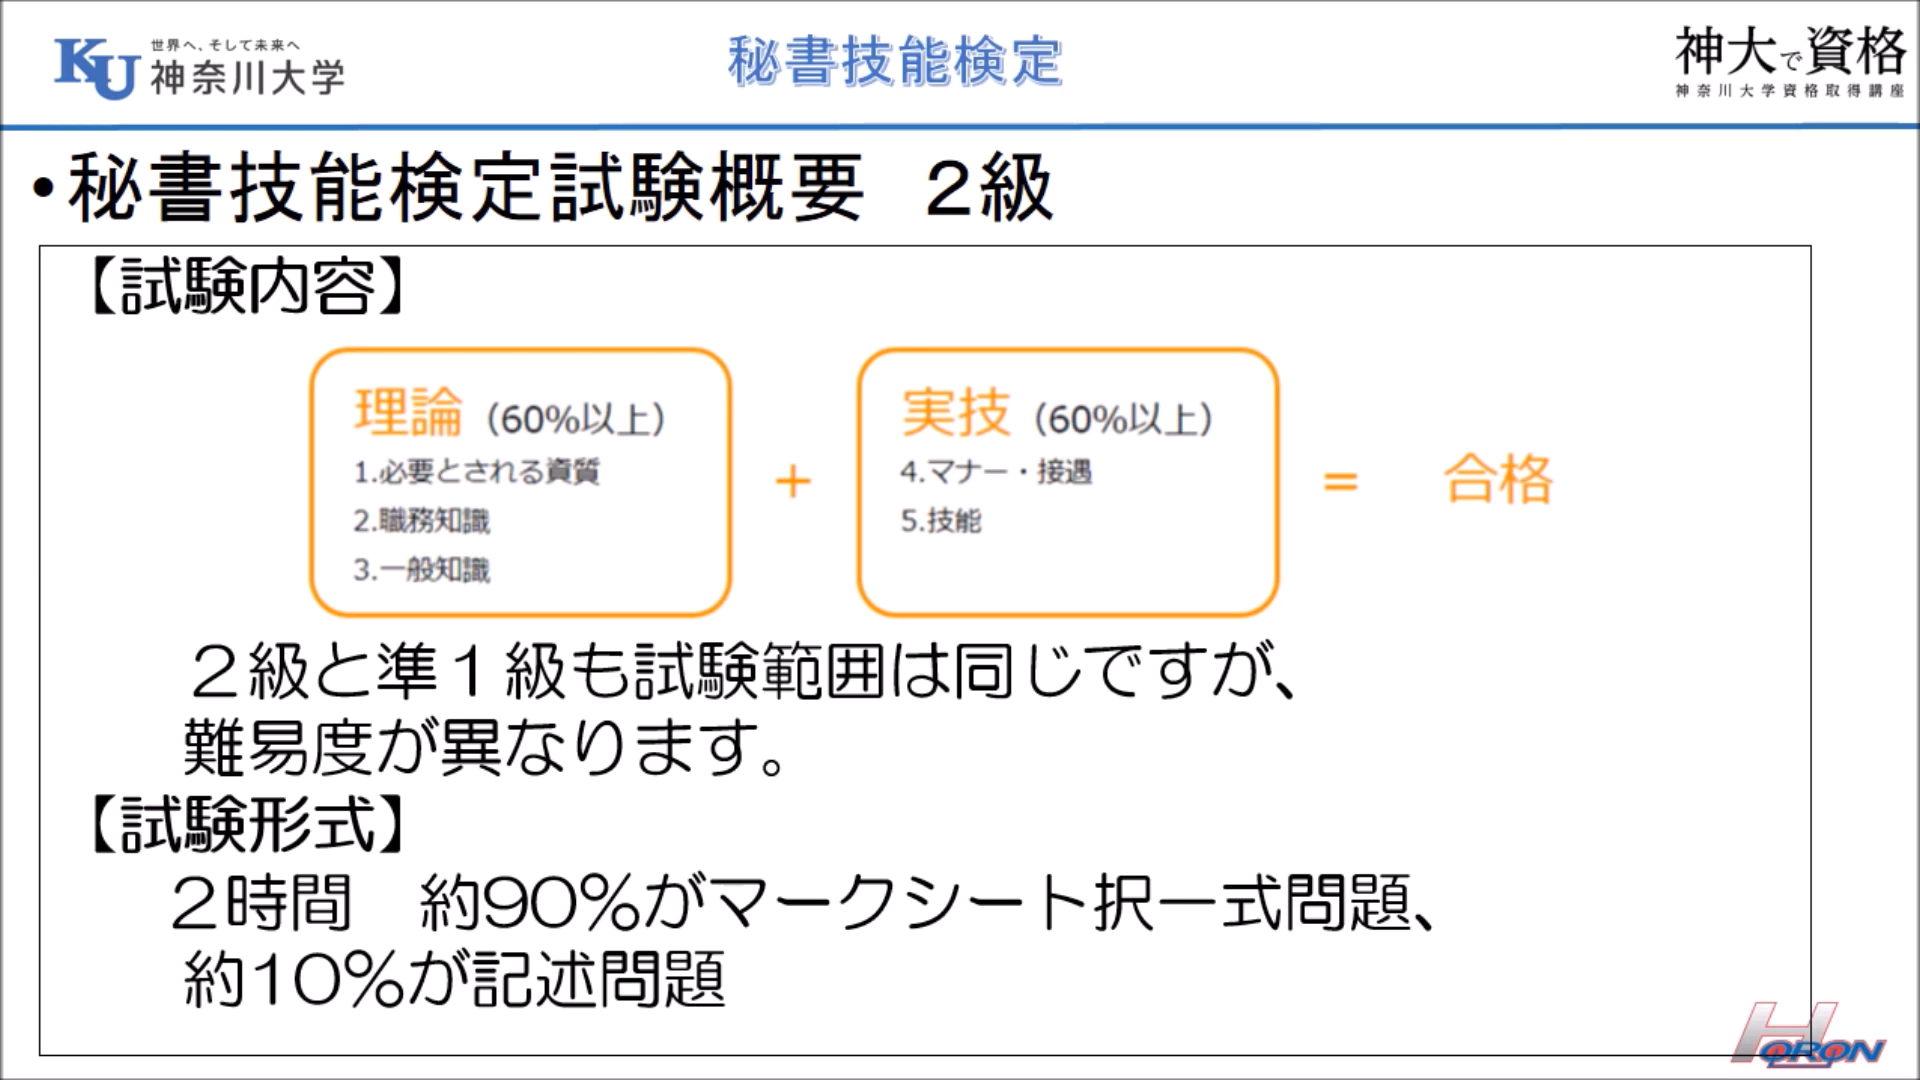 KU 世界へ、そして未来へ
神奈川大学
秘書技能検定
神大で資格
神奈川大学資格取得講座
•秘書技能検定試験概要　２級
【試験内容】
理論（60%以上）
1.必要とされる資質
2.職務知識
3.一般知識
＋
実技（60%以上）
4.マナー・接遇
5.技能
＝　合格
２級と準１級も試験範囲は同じですが、
難易度が異なります。
【試験形式】
２時間　約90%がマークシート択一式問題、
約10%が記述問題
HORON